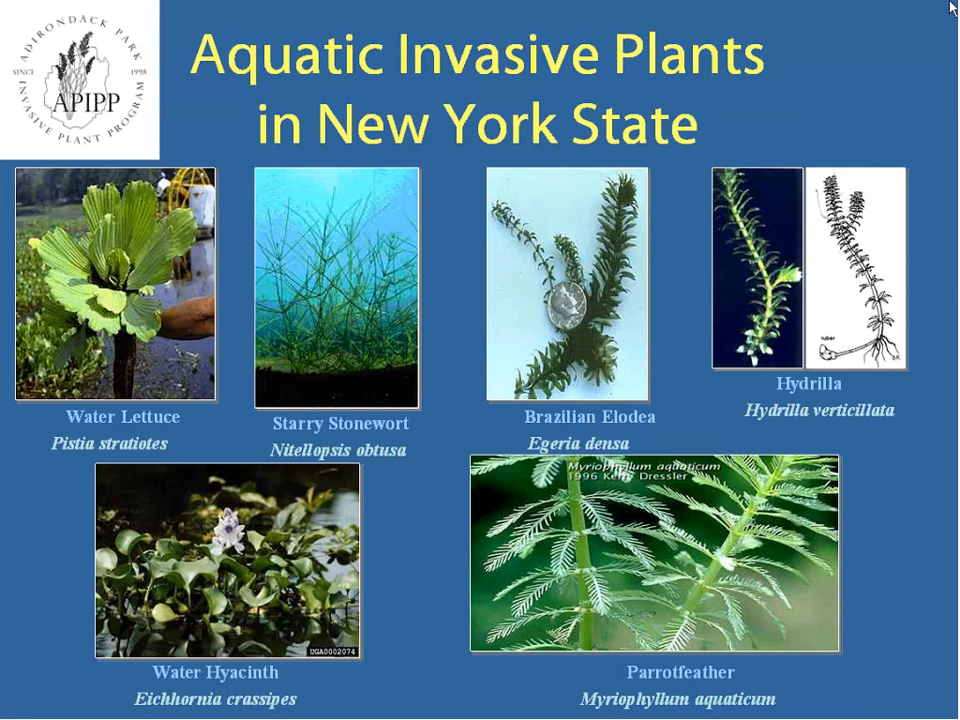 ADIRONDACK PARK
SINCE 1998
APIPP
INVASIVE PLANT PROGRAM
Aquatic Invasive Plants
in New York State
Water Lettuce
Pistia stratiotes
Starry Stonewort
Nitellopsis obtusa
Brazilian Elodea
Egeria densa
tuber
Hydrilla
Hydrilla verticillata
UGA0002074
Water Hyacinth
Eichhornia crassipes
Myriophyllum aquaticum
1996 Kerry Dressler
Parrotfeather
Myriophyllum aquaticum